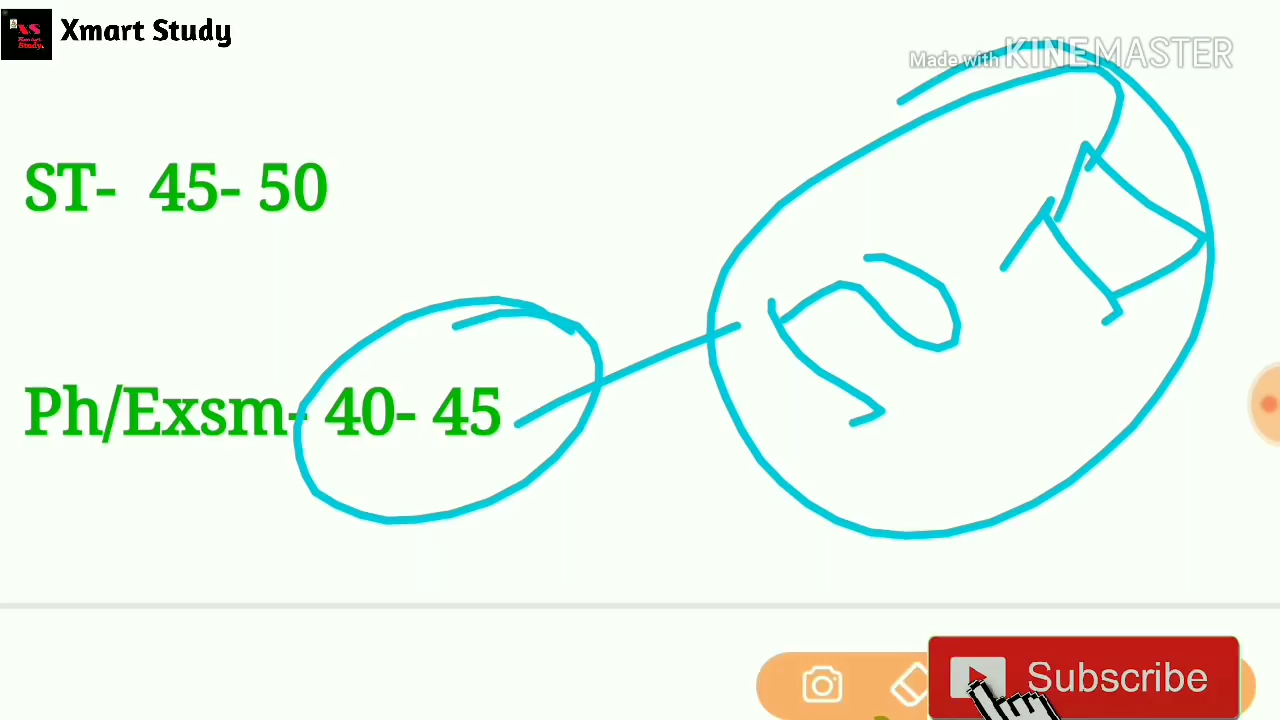 Xmart Study
Made with KINEMASTER
ST- 45- 50
Ph/Exsm- 40- 45
Subscribe